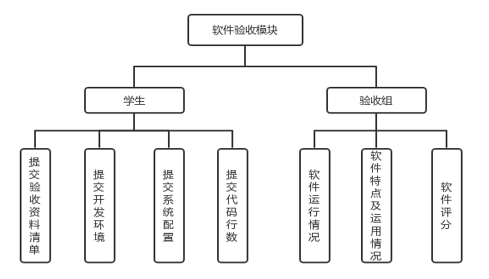 软件验收模块
学生
验收组
提交验收资料清单
提交开发环境
提交系统配置
提交代码行数
软件运行情况
软件特点及运用情况
软件评分